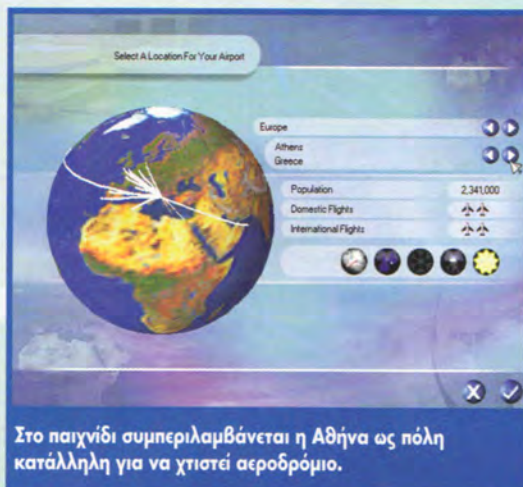 Select A Location For Your Airport
Europe
Athens
Greece
Population 2,341,000
Domestic Flights
International Flights
Στο παιχνίδι συμπεριλαμβάνεται η Αθήνα ως πόλη
κατάλληλη για να χτιστεί αεροδρόμιο.